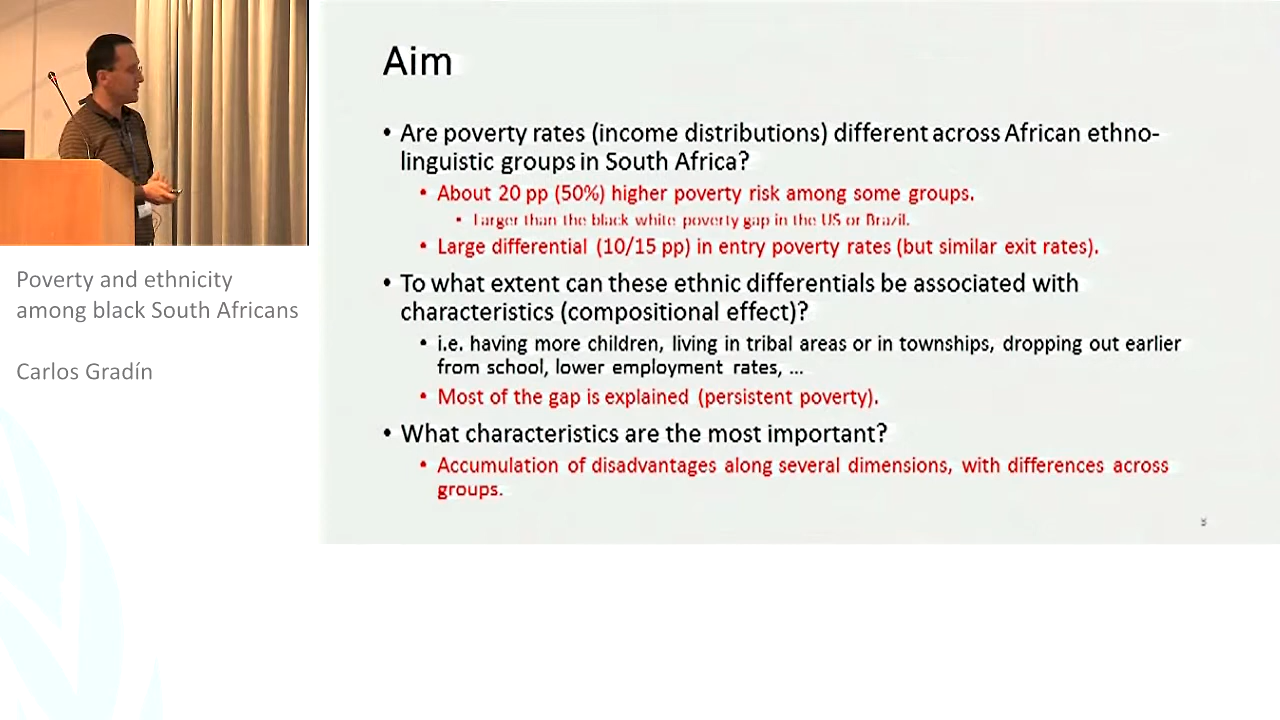 Aim
• Are poverty rates (income distributions) different across African ethno-
linguistic groups in South Africa?
• About 20 pp (50%) higher poverty risk among some groups.
• Larger than the black white poverty gap in the US or Brazil.
• Large differential (10/15 pp) in entry poverty rates (but similar exit rates).
• To what extent can these ethnic differentials be associated with
characteristics (compositional effect)?
• i.e. having more children, living in tribal areas or in townships, dropping out earlier
from school, lower employment rates, ...
• Most of the gap is explained (persistent poverty).
• What characteristics are the most important?
• Accumulation of disadvantages along several dimensions, with differences across
groups.
Poverty and ethnicity
among black South Africans
Carlos Gradín